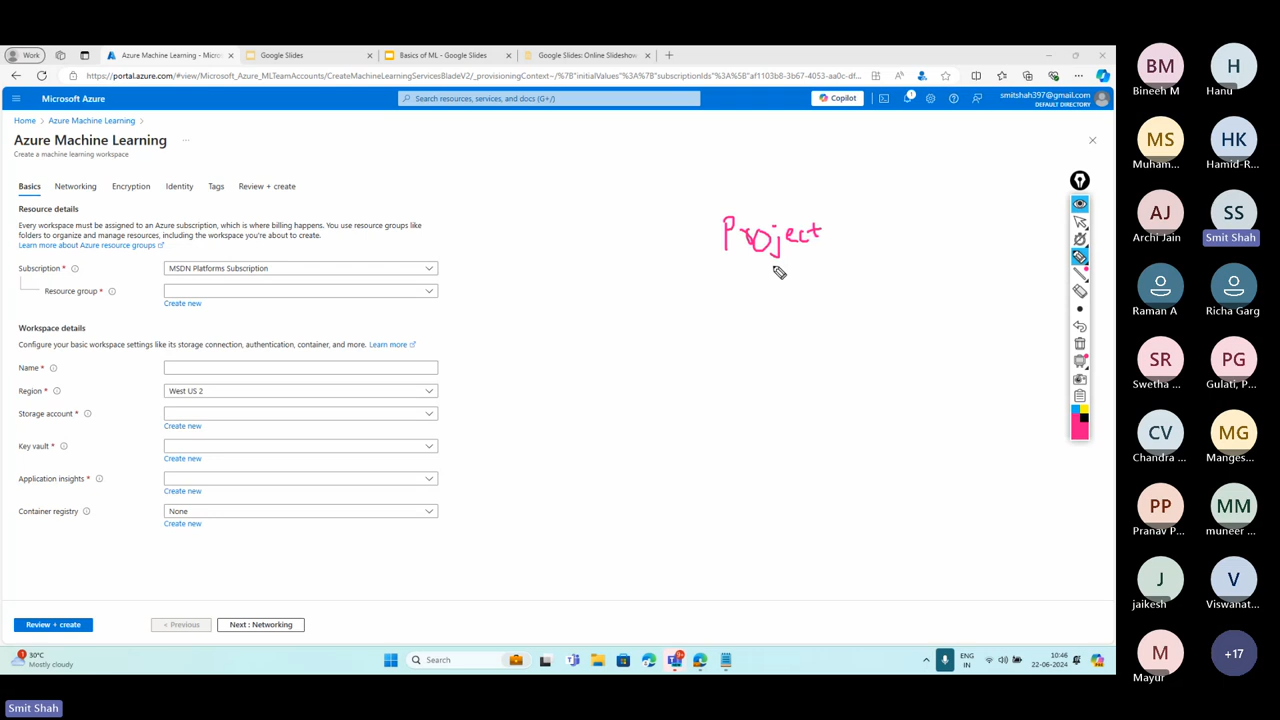 Work
Azure Machine Learning - Micro
Google Slides
Basics of ML - Google Slides
Google Slides: Online Slideshow
https://portal.azure.com/#view/Microsoft_Azure_MLTeamAccounts/CreateMachineLearningServicesBladeV2/_provisioningContext~/%7B"initialValues"%3A%7B"subscriptionIds"%3A%5B"af1103b8-3b67-4053-aa0c-df...
Microsoft Azure
Search resources, services, and docs (G+/)
Copilot
1
smitshah397@gmail.com
DEFAULT DIRECTORY
Home > Azure Machine Learning >
Azure Machine Learning ...
Create a machine learning workspace
Basics Networking Encryption Identity Tags Review + create
Resource details
Every workspace must be assigned to an Azure subscription, which is where billing happens. You use resource groups like
folders to organize and manage resources, including the workspace you're about to create.
Learn more about Azure resource groups
Subscription *
MSDN Platforms Subscription
Resource group *
Create new
Workspace details
Configure your basic workspace settings like its storage connection, authentication, container, and more. Learn more
Name *
Region *
West US 2
Storage account *
Create new
Key vault *
Create new
Application insights *
Create new
Container registry
None
Create new
Review + create
< Previous
Next : Networking
Project
30°C
Mostly cloudy
Search
ENG
IN
10:46
22-06-2024
BM
Bineeh M
H
Hanu
MS
Muham...
HK
Hamid-R...
AJ
Archi Jain
SS
Smit Shah
Raman A
Richa Garg
SR
Swetha ...
PG
Gulati, P...
CV
Chandra ...
MG
Manges...
PP
Pranav P...
MM
muneer ...
J
jaikesh
V
Viswanat...
M
Mayur
+17
Smit Shah